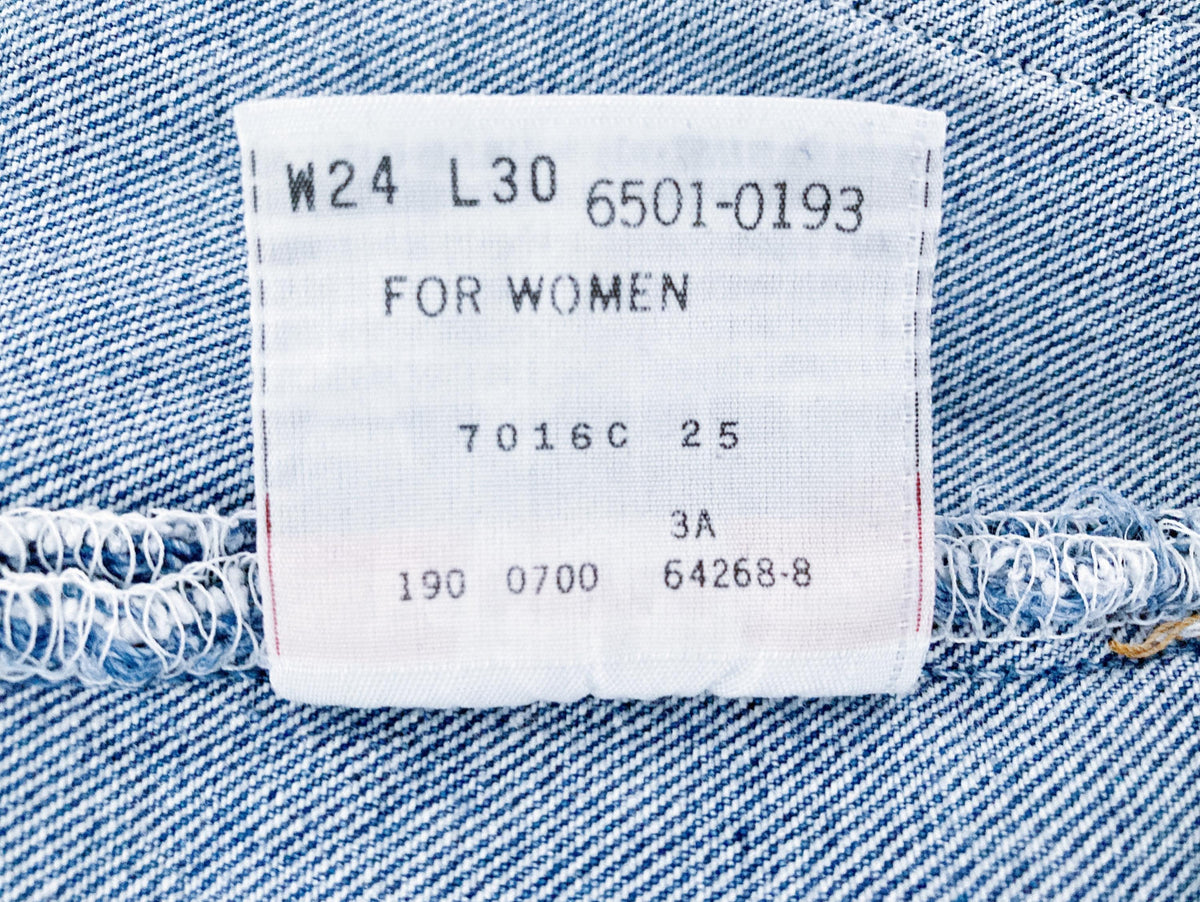 W24 L30 6501-0193
FOR WOMEN
7016C 25
3A
190 0700 64268-8